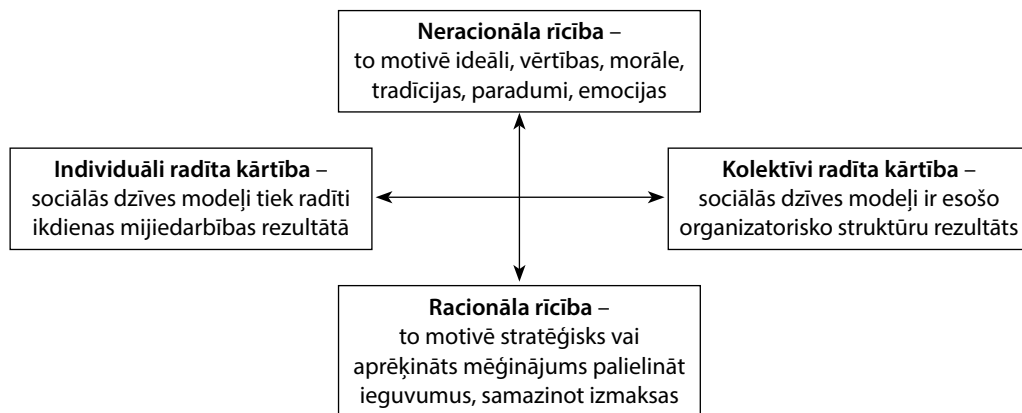 Neracionāla rīcība –
to motivē ideāli, vērtības, morāle,
tradīcijas, paradumi, emocijas
Individuāli radīta kārtība –
sociālās dzīves modeļi tiek radīti
ikdienas mijiedarbības rezultātā
Kolektīvi radīta kārtība –
sociālās dzīves modeļi ir esošo
organizatorisko struktūru rezultāts
Racionāla rīcība –
to motivē stratēģisks vai
aprēķināts mēģinājums palielināt
ieguvumus, samazinot izmaksas